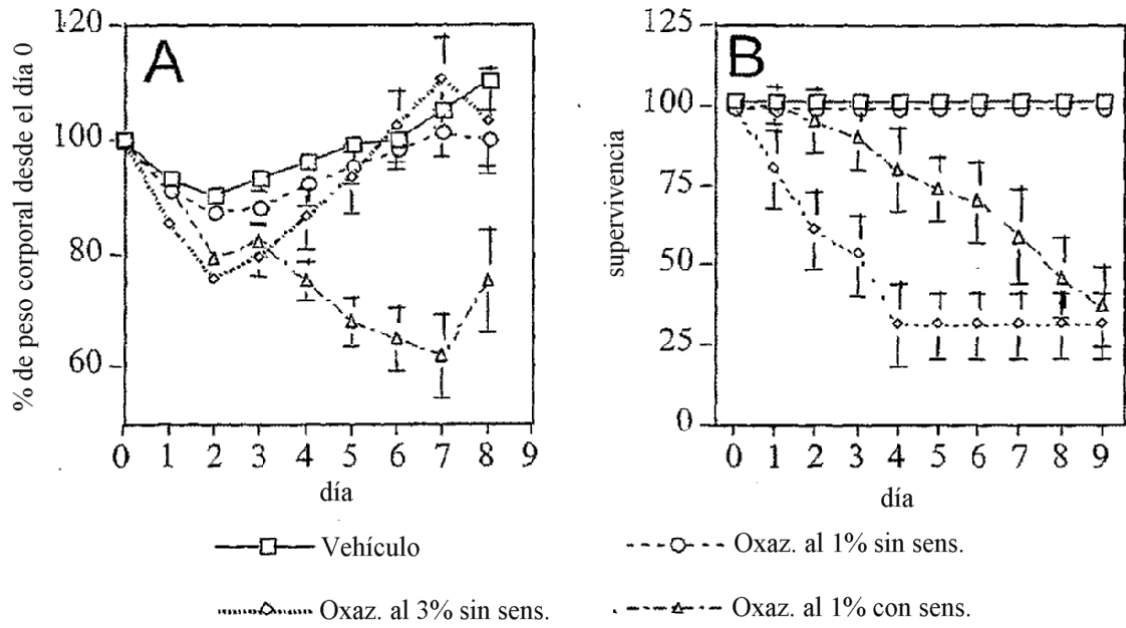 A
% de peso corporal desde el día 0
120
100
80
60
0 1 2 3 4 5 6 7 8 9
día
B
supervivencia
125
100
75
50
25
0
0 1 2 3 4 5 6 7 8 9
día
Vehículo
Oxaz. al 1% sin sens.
Oxaz. al 3% sin sens.
Oxaz. al 1% con sens.